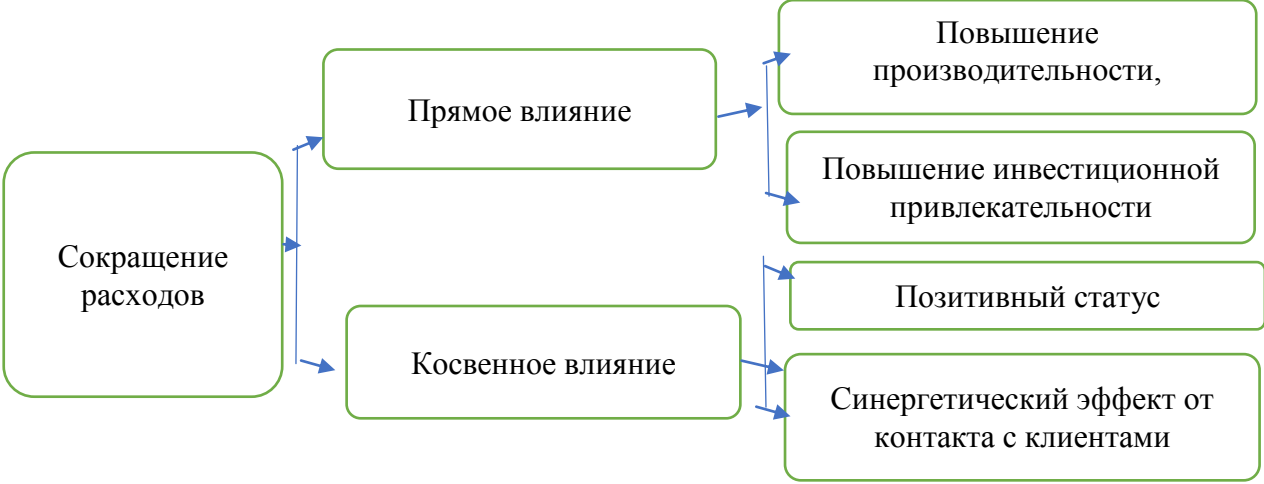 Сокращение
расходов
Прямое влияние
Повышение
производительности,
Повышение инвестиционной
привлекательности
Косвенное влияние
Позитивный статус
Синергетический эффект от
контакта с клиентами